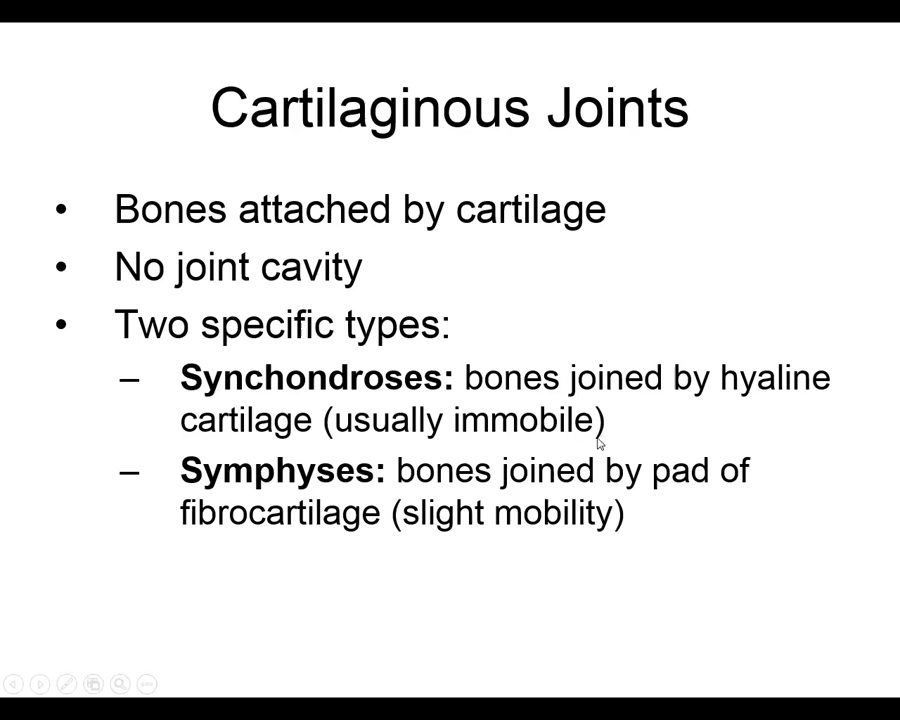 Cartilaginous Joints
• Bones attached by cartilage
• No joint cavity
• Two specific types:
– Synchondroses: bones joined by hyaline
cartilage (usually immobile)
– Symphyses: bones joined by pad of
fibrocartilage (slight mobility)